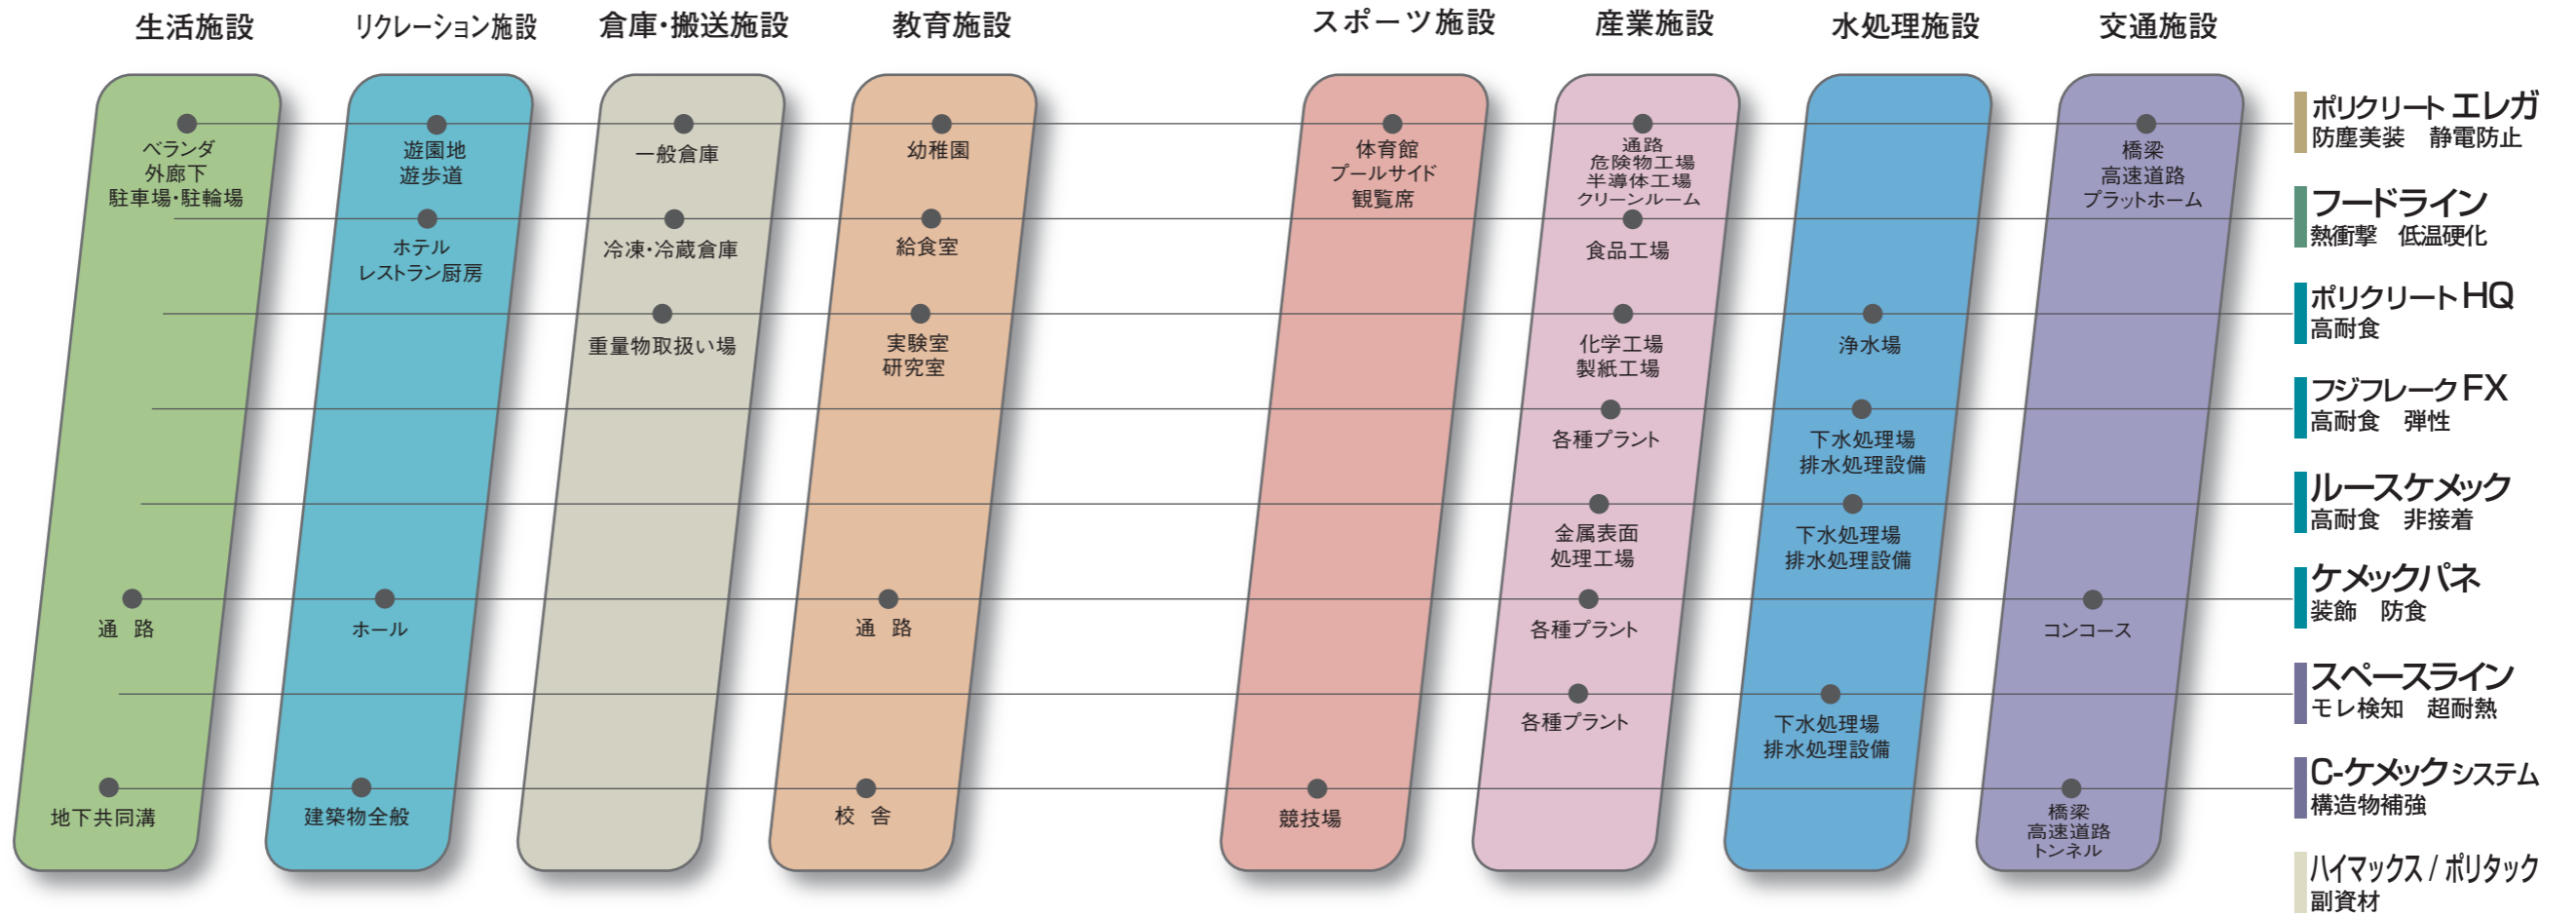 生活施設
リクレーション施設
倉庫・搬送施設
教育施設
スポーツ施設
産業施設
水処理施設
交通施設
ベランダ
外廊下
駐車場・駐輪場
遊園地
遊歩道
一般倉庫
幼稚園
体育館
プールサイド
観覧席
通路
危険物工場
半導体工場
クリーンルーム
橋梁
高速道路
プラットホーム
ポリクリート エレガ
防塵美装 静電防止
ホテル
レストラン厨房
冷凍・冷蔵倉庫
給食室
食品工場
フードライン
熱衝撃 低温硬化
重量物取扱い場
実験室
研究室
化学工場
製紙工場
浄水場
ポリクリート HQ
高耐食
各種プラント
下水処理場
排水処理設備
フジフレーク FX
高耐食 弾性
金属表面
処理工場
下水処理場
排水処理設備
ルースケメック
高耐食 非接着
通 路
ホール
通 路
各種プラント
コンコース
ケメックパネ
装飾 防食
各種プラント
下水処理場
排水処理設備
スペースライン
モレ検知 超耐熱
地下共同溝
建築物全般
校 舎
競技場
橋梁
高速道路
トンネル
C-ケメック システム
構造物補強
ハイマックス / ポリタック
副資材